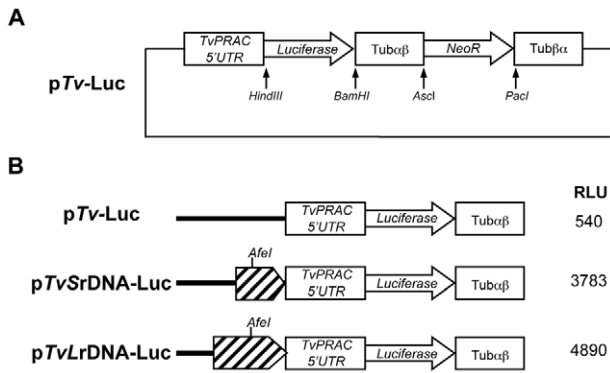 A
TvPRAC
5'UTR
Luciferase
Tubαβ
NeoR
Tubβα
pTv-Luc
HindIII
BamHI
AscI
PacI
B
RLU
pTv-Luc
TvPRAC
5'UTR
Luciferase
Tubαβ
540
AfeI
pTvSrDNA-Luc
TvPRAC
5'UTR
Luciferase
Tubαβ
3783
AfeI
pTvLrDNA-Luc
TvPRAC
5'UTR
Luciferase
Tubαβ
4890